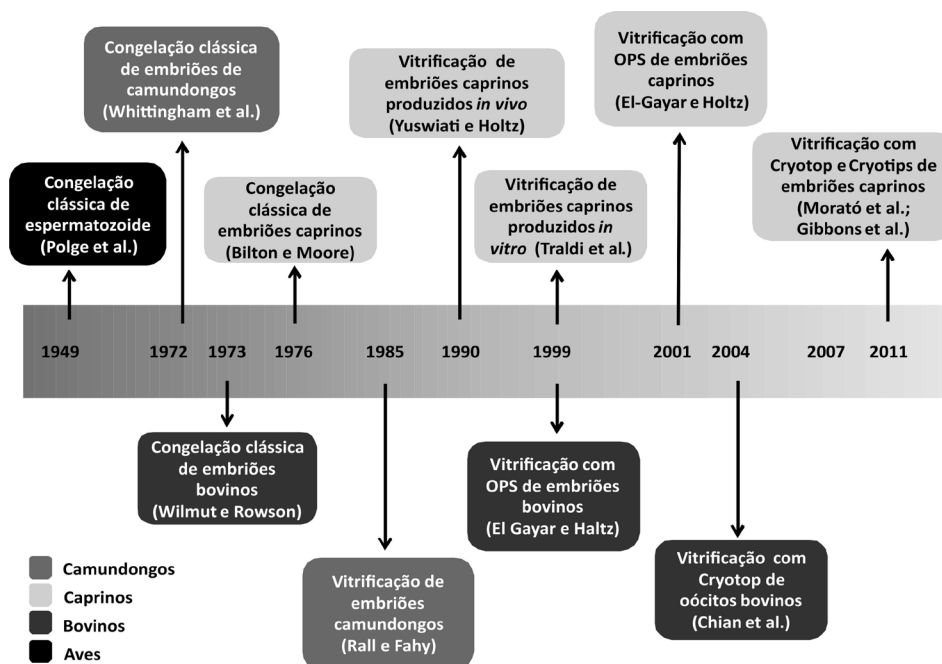 Congelação clássica
de embriões de
camundongos
(Whittingham et al.)
Vitrificação de
embriões caprinos
produzidos in vivo
(Yuswiati e Holtz)
Vitrificação com
OPS de embriões
caprinos
(El-Gayar e Holtz)
Congelação
clássica de
espermatozoide
(Polge et al.)
Congelação
clássica de
embriões caprinos
(Bilton e Moore)
Vitrificação de
embriões caprinos
produzidos in
vitro (Traldi et al.)
Vitrificação com
Cryotop e Cryotips de
embriões caprinos
(Morató et al.;
Gibbons et al.)
1949 1972 1973 1976 1985 1990 1999 2001 2004 2007 2011
Congelação clássica
de embriões
bovinos
(Wilmut e Rowson)
Vitrificação com
OPS de embriões
bovinos
(El Gayar e Haltz)
Vitrificação de
embriões
camundongos
(Rall e Fahy)
Vitrificação com
Cryotop de
oócitos bovinos
(Chian et al.)
Camundongos
Caprinos
Bovinos
Aves